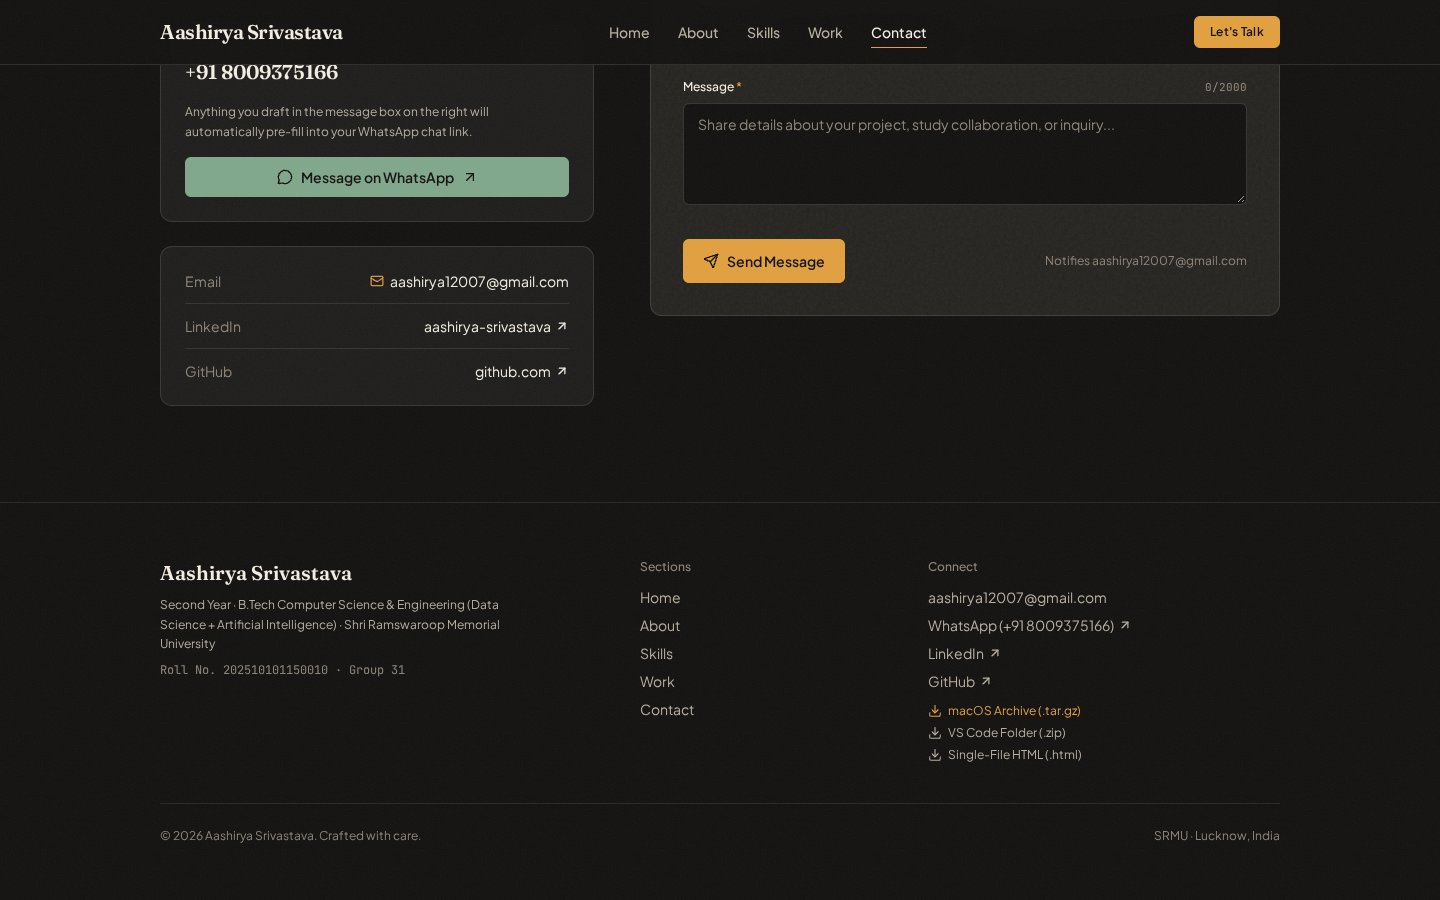 Aashirya Srivastava
Home
About
Skills
Work
Contact
Let's Talk
+91 8009375166
Anything you draft in the message box on the right will
automatically pre-fill into your WhatsApp chat link.
Message on WhatsApp
Email
aashirya12007@gmail.com
LinkedIn
aashirya-srivastava
GitHub
github.com
Message *
0/2000
Share details about your project, study collaboration, or inquiry...
Send Message
Notifies aashirya12007@gmail.com
Aashirya Srivastava
Second Year · B.Tech Computer Science & Engineering (Data
Science + Artificial Intelligence) · Shri Ramswaroop Memorial
University
Roll No. 202510101150010 · Group 31
Sections
Home
About
Skills
Work
Contact
Connect
aashirya12007@gmail.com
WhatsApp (+91 8009375166)
LinkedIn
GitHub
macOS Archive (.tar.gz)
VS Code Folder (.zip)
Single-File HTML (.html)
© 2026 Aashirya Srivastava. Crafted with care.
SRMU · Lucknow, India